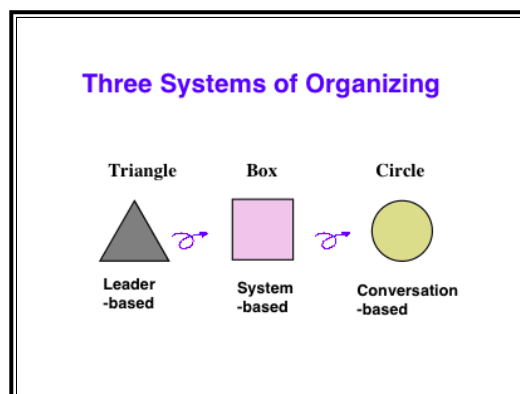 Three Systems of Organizing
Triangle
Box
Circle
Leader
-based
System
-based
Conversation
-based